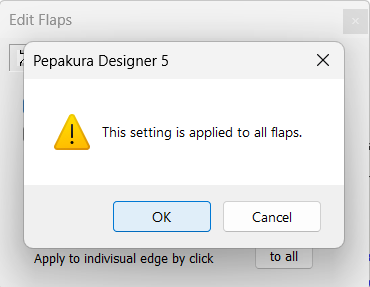 Edit Flaps
Pepakura Designer 5
This setting is applied to all flaps.
OK
Cancel
Apply to indivisual edge by click
to all